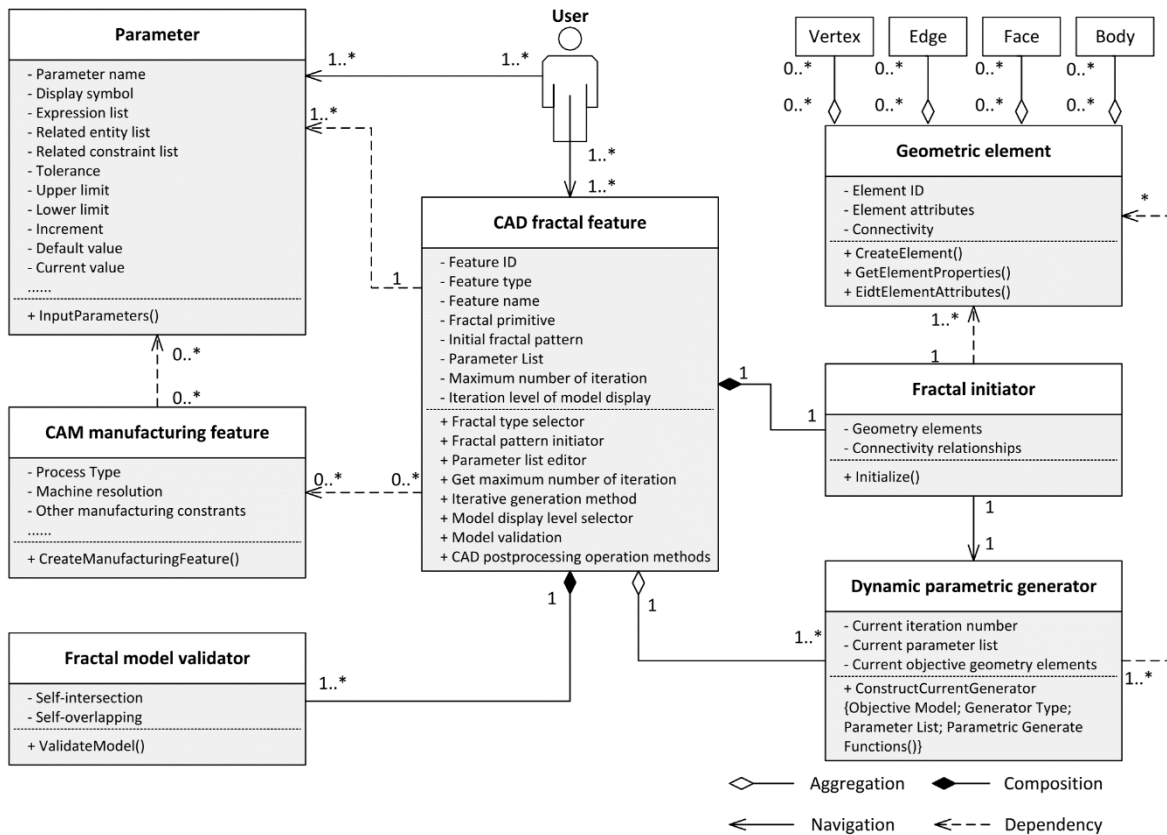 User
Parameter
- Parameter name
- Display symbol
- Expression list
- Related entity list
- Related constraint list
- Tolerance
- Upper limit
- Lower limit
- Increment
- Default value
- Current value
......
+ InputParameters()
1..*
1..*
1..*
1
1..*
1..*
Vertex
Edge
Face
Body
0..*
0..*
0..*
0..*
0..*
0..*
0..*
0..*
Geometric element
- Element ID
- Element attributes
- Connectivity
+ CreateElement()
+ GetElementProperties()
+ EidtElementAttributes()
*
1..*
1
CAD fractal feature
- Feature ID
- Feature type
- Feature name
- Fractal primitive
- Initial fractal pattern
- Parameter List
- Maximum number of iteration
- Iteration level of model display
+ Fractal type selector
+ Fractal pattern initiator
+ Parameter list editor
+ Get maximum number of iteration
+ Iterative generation method
+ Model display level selector
+ Model validation
+ CAD postprocessing operation methods
0..*
0..*
CAM manufacturing feature
- Process Type
- Machine resolution
- Other manufacturing constrants
......
+ CreateManufacturingFeature()
0..*
0..*
1
1
Fractal initiator
- Geometry elements
- Connectivity relationships
+ Initialize()
1
1
Fractal model validator
- Self-intersection
- Self-overlapping
+ ValidateModel()
1
1..*
1
1..*
Dynamic parametric generator
- Current iteration number
- Current parameter list
- Current objective geometry elements
+ ConstructCurrentGenerator
{Objective Model; Generator Type;
Parameter List; Parametric Generate
Functions()}
1..*
Aggregation
Composition
Navigation
Dependency